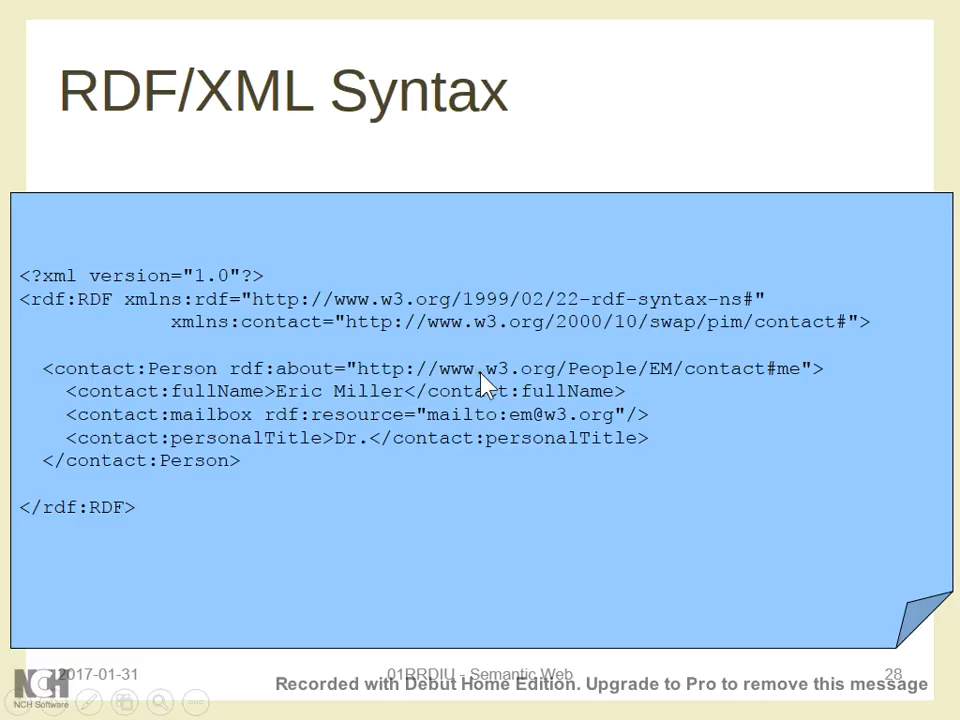 RDF/XML Syntax
<?xml version="1.0"?>
<rdf:RDF xmlns:rdf="http://www.w3.org/1999/02/22-rdf-syntax-ns#"
xmlns:contact="http://www.w3.org/2000/10/swap/pim/contact#">
<contact:Person rdf:about="http://www.w3.org/People/EM/contact#me">
<contact:fullName>Eric Miller</contact:fullName>
<contact:mailbox rdf:resource="mailto:em@w3.org"/>
<contact:personalTitle>Dr.</contact:personalTitle>
</contact:Person>
</rdf:RDF>
2017-01-31 01RRDIU - Semantic Web 28
Recorded with Debut Home Edition. Upgrade to Pro to remove this message
NCH
NCH Software